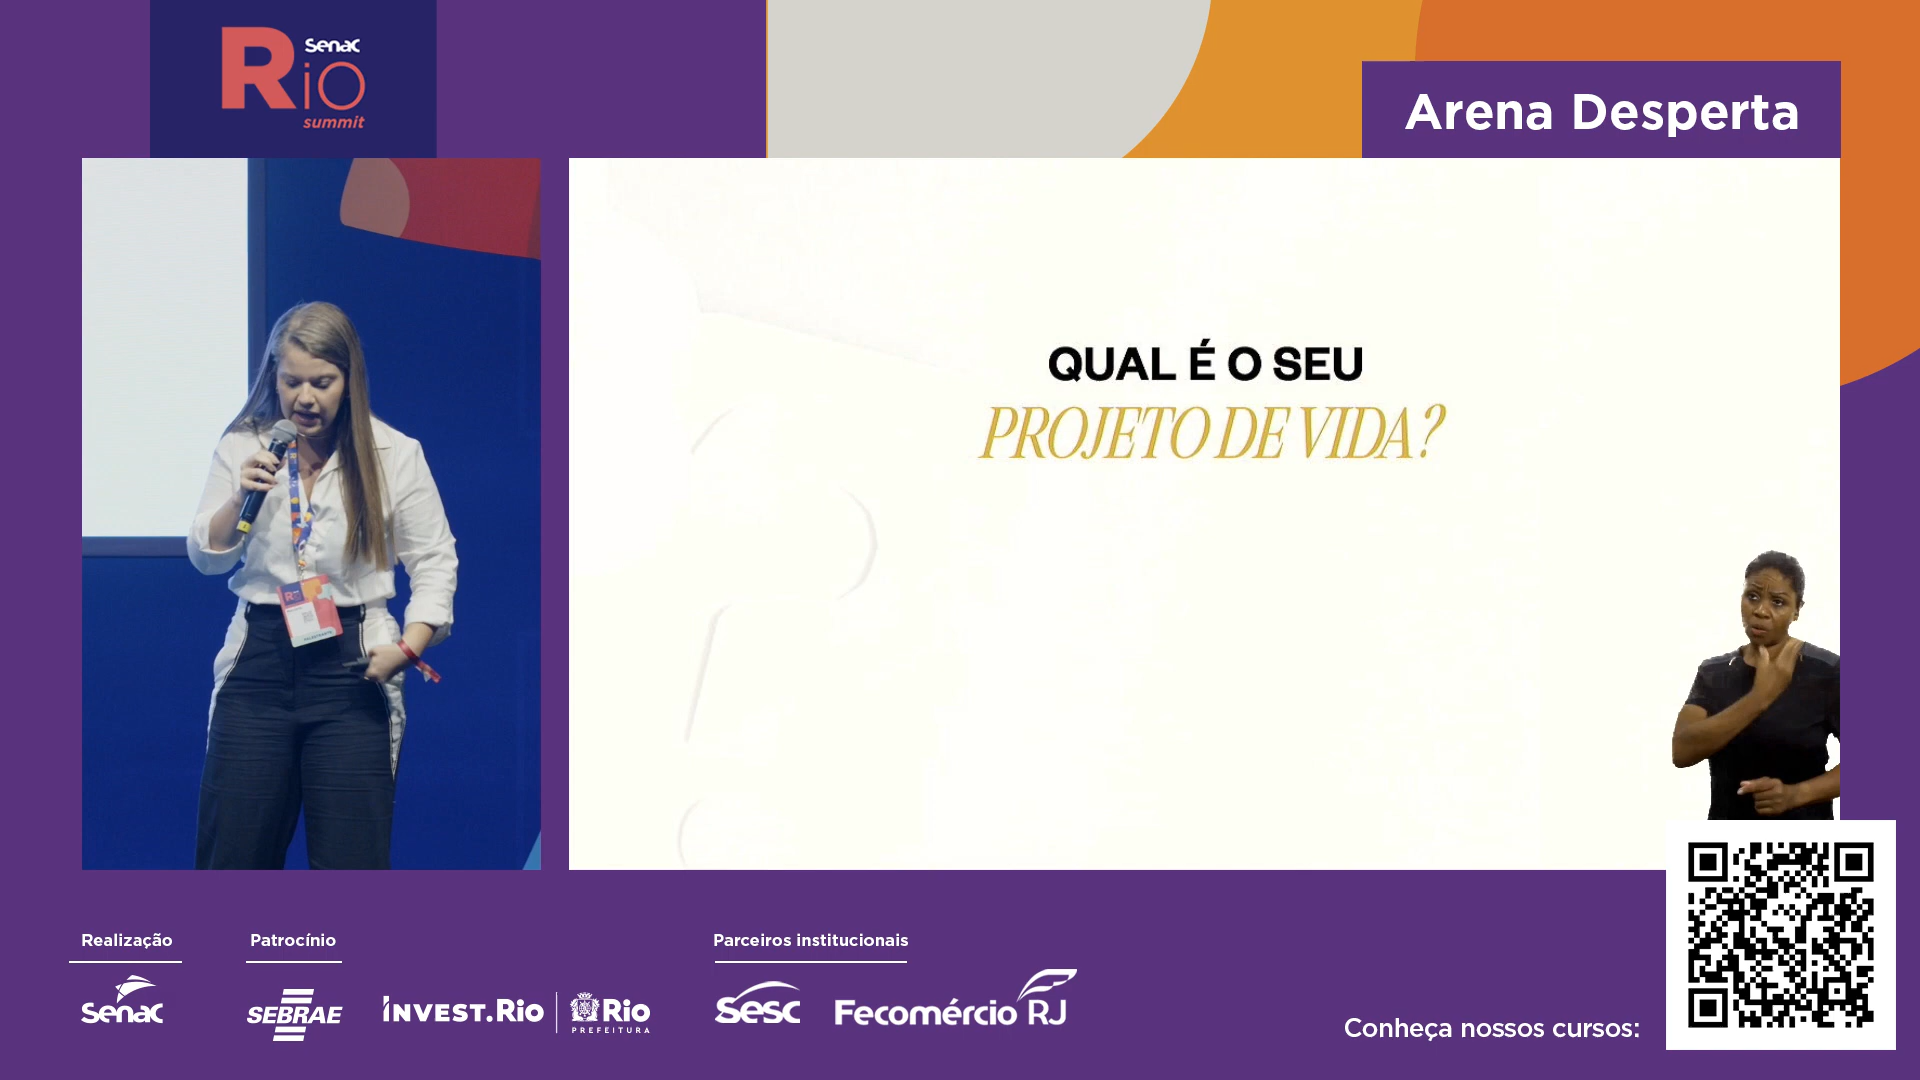 Senac
Rio
summit
Arena Desperta
QUAL É O SEU
PROJETO DE VIDA?
Realização
Patrocínio
Parceiros institucionais
Senac
SEBRAE
INVEST.Rio
Rio
PREFEITURA
Sesc
Fecomércio RJ
Conheça nossos cursos: